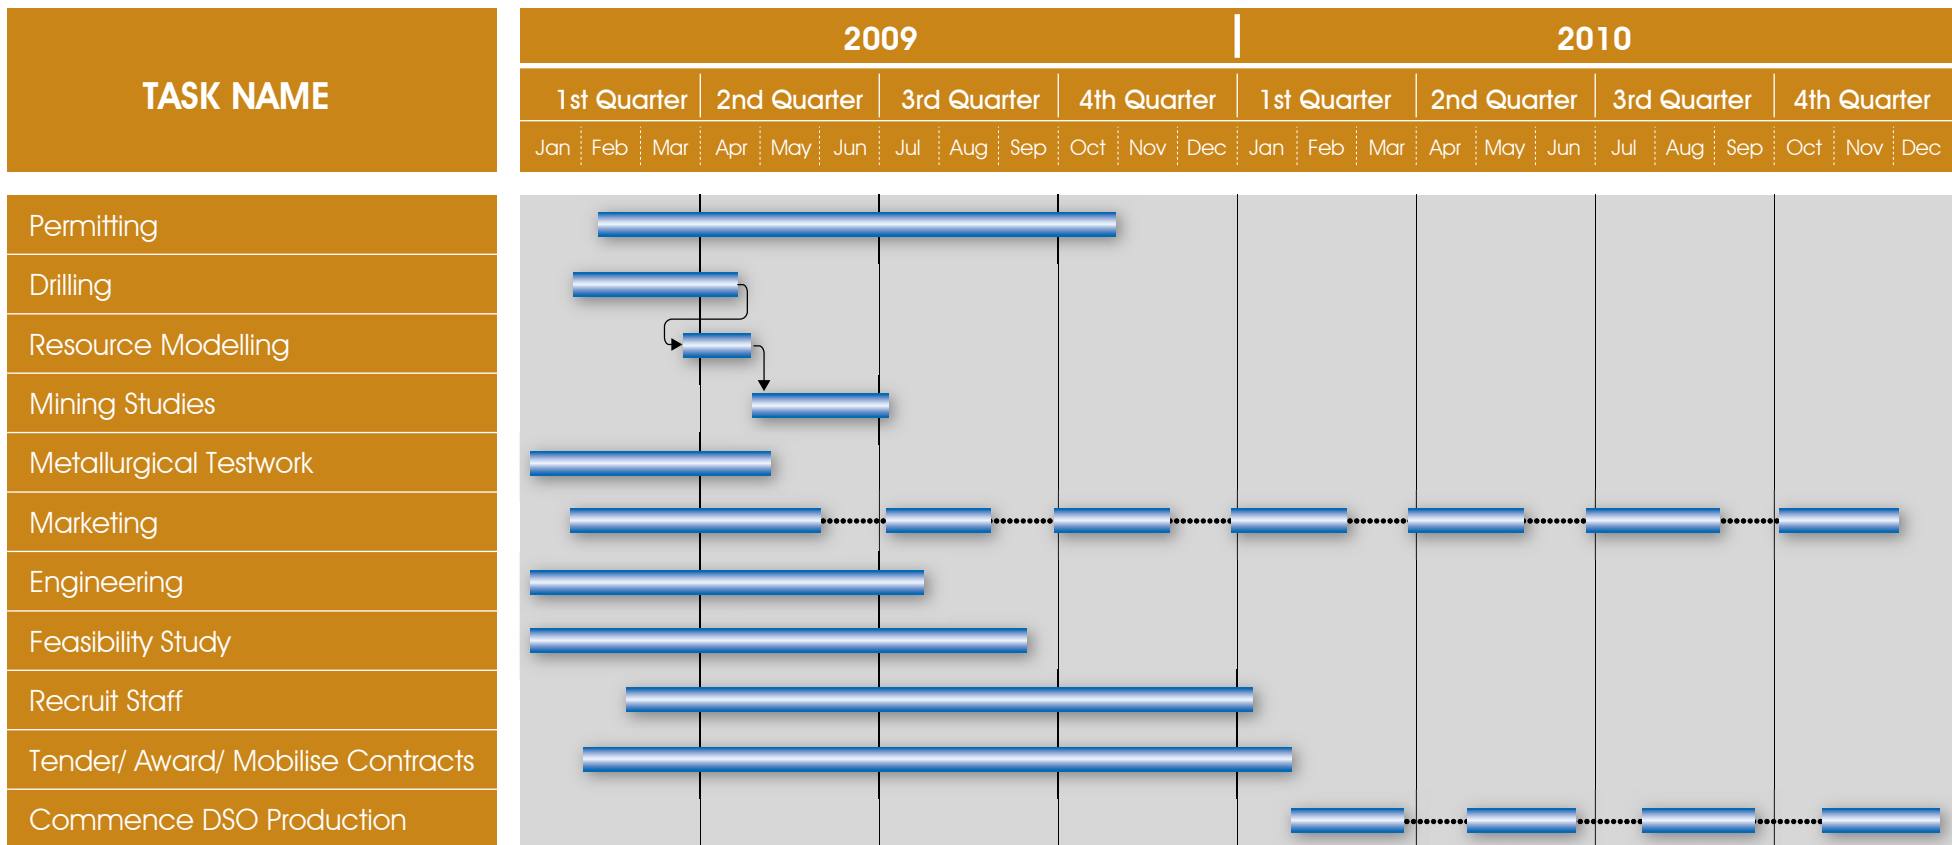 TASK NAME
2009 2010
1st Quarter 2nd Quarter 3rd Quarter 4th Quarter 1st Quarter 2nd Quarter 3rd Quarter 4th Quarter
Jan Feb Mar Apr May Jun Jul Aug Sep Oct Nov Dec Jan Feb Mar Apr May Jun Jul Aug Sep Oct Nov Dec
Permitting
Drilling
Resource Modelling
Mining Studies
Metallurgical Testwork
Marketing
Engineering
Feasibility Study
Recruit Staff
Tender/ Award/ Mobilise Contracts
Commence DSO Production